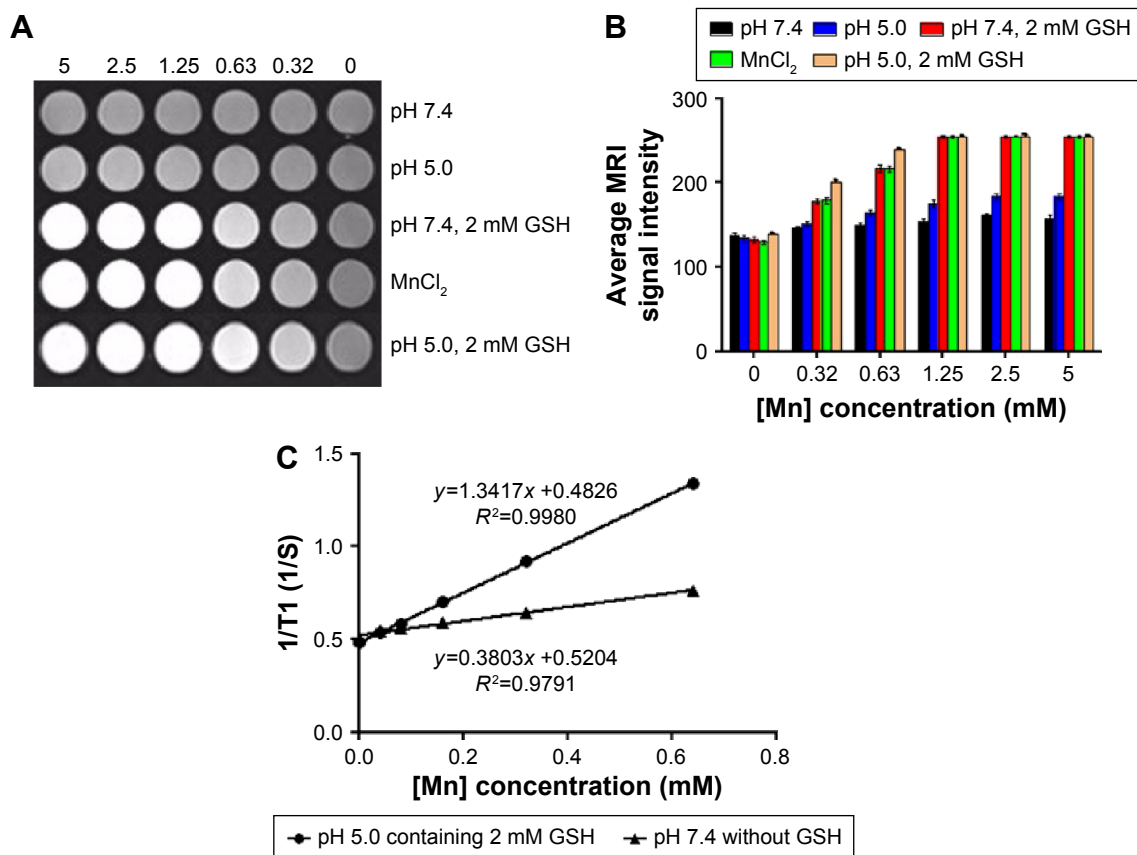 A
5 2.5 1.25 0.63 0.32 0
pH 7.4
pH 5.0
pH 7.4, 2 mM GSH
MnCl₂
pH 5.0, 2 mM GSH
B
pH 7.4 pH 5.0 pH 7.4, 2 mM GSH
MnCl₂ pH 5.0, 2 mM GSH
Average MRI
signal intensity
300
200
100
0
0 0.32 0.63 1.25 2.5 5
[Mn] concentration (mM)
C
1/T1 (1/S)
1.5
1.0
0.5
0.0
y=1.3417x +0.4826
R²=0.9980
y=0.3803x +0.5204
R²=0.9791
0.0 0.2 0.4 0.6 0.8
[Mn] concentration (mM)
pH 5.0 containing 2 mM GSH pH 7.4 without GSH